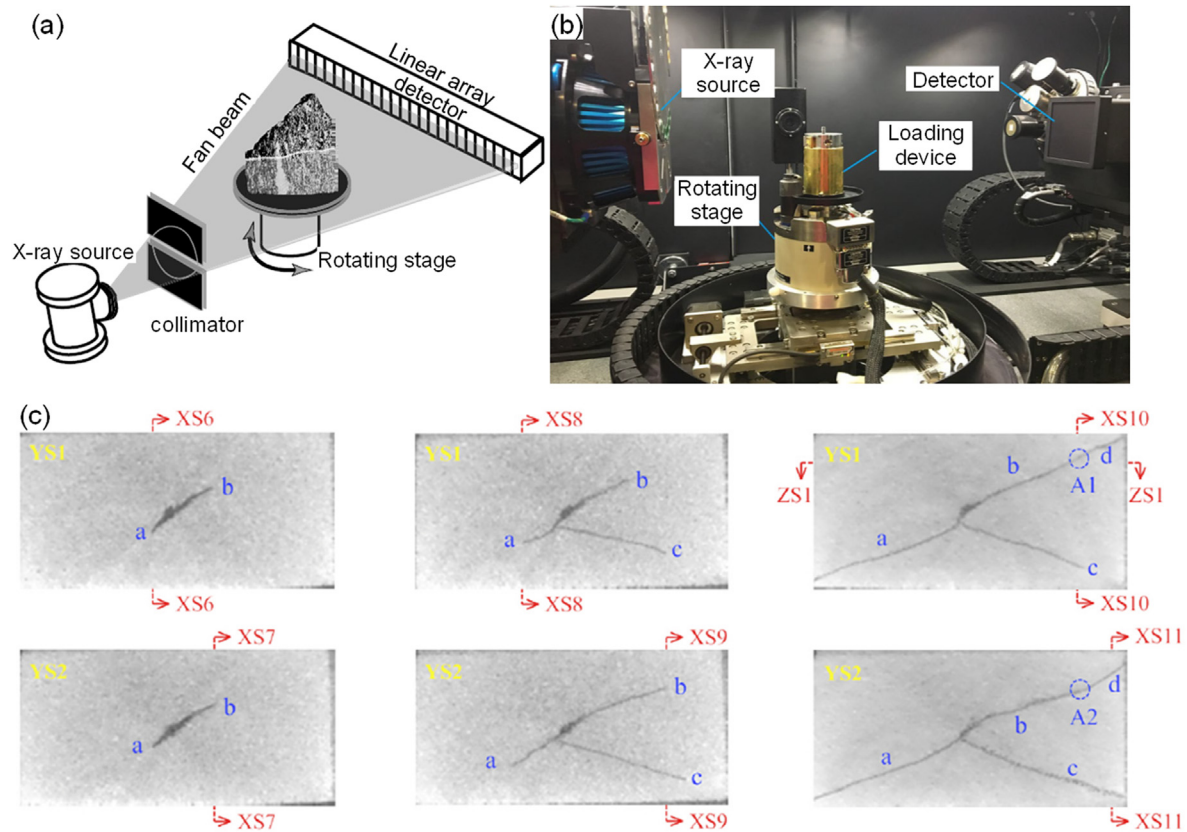 (a)
Linear array
detector
Fan beam
X-ray source
Rotating stage
collimator
(b)
X-ray
source
Detector
Loading
device
Rotating
stage
(c)
XS6
XS8
XS10
YS1
b
a
YS1
b
a
c
YS1
b
d
A1
a
c
ZS1
ZS1
XS6
XS8
XS10
XS7
XS9
XS11
YS2
b
a
YS2
b
a
c
YS2
d
A2
b
a
c
XS7
XS9
XS11